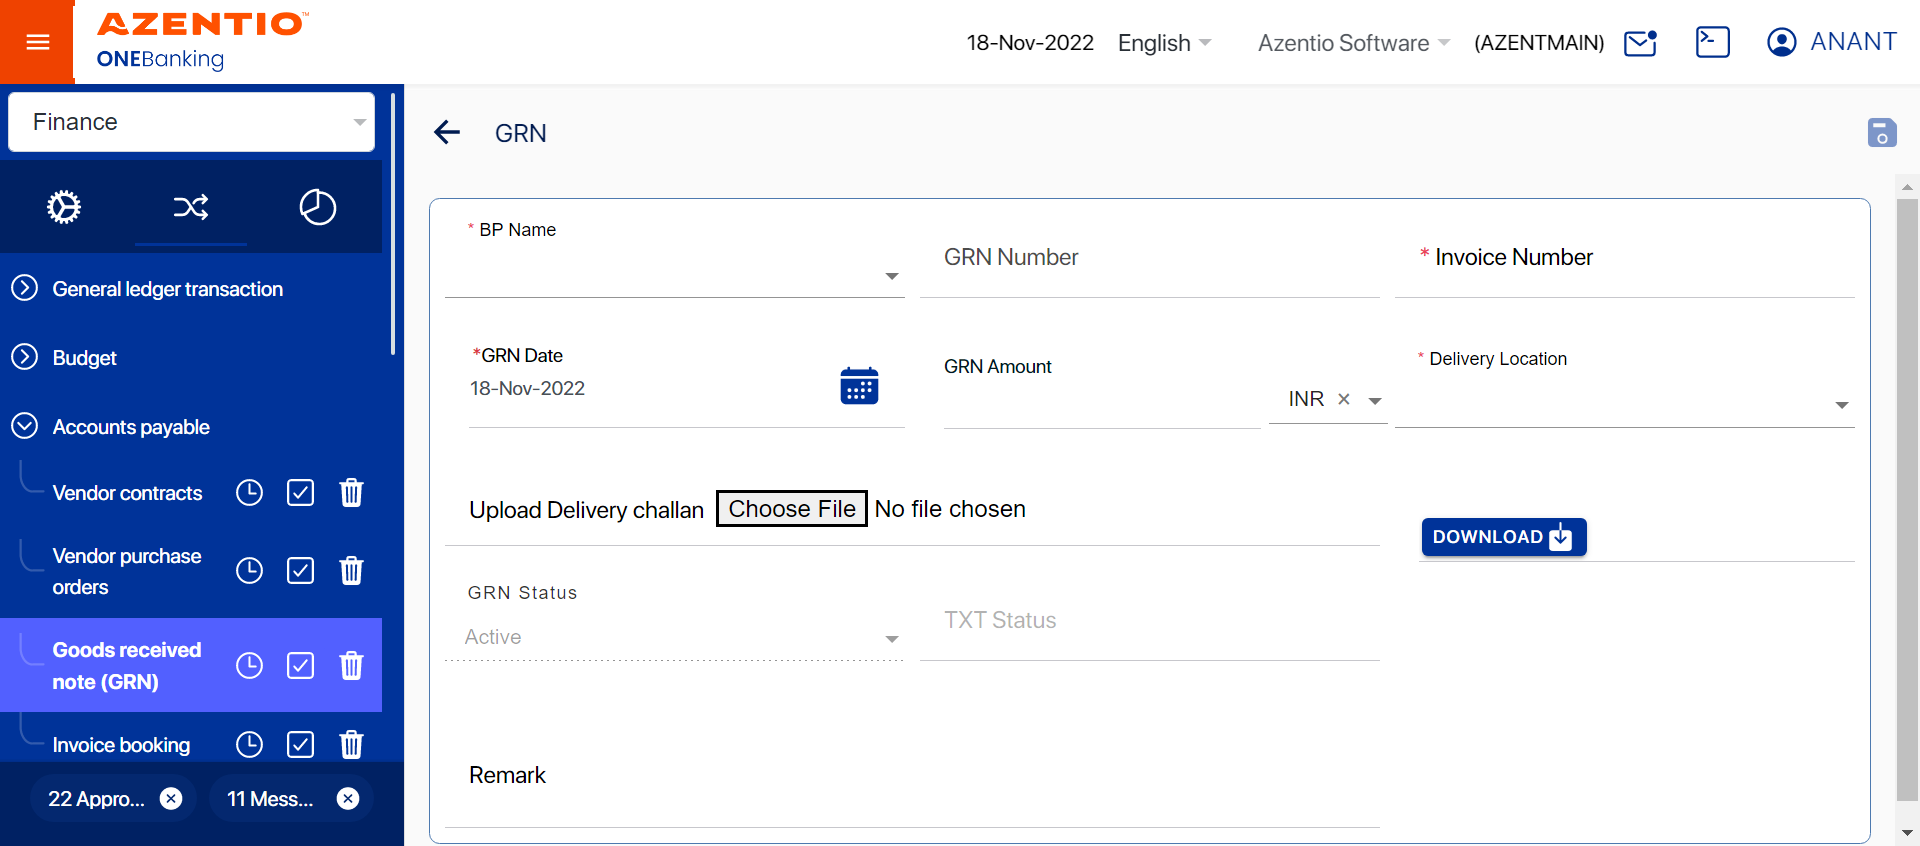 AZENTIO™
ONEBanking
18-Nov-2022
English
Azentio Software
(AZENTMAIN)
ANANT
Finance
General ledger transaction
Budget
Accounts payable
Vendor contracts
Vendor purchase
orders
Goods received
note (GRN)
Invoice booking
22 Appro...
11 Mess...
GRN
* BP Name
GRN Number
* Invoice Number
*GRN Date
18-Nov-2022
GRN Amount
INR
* Delivery Location
Upload Delivery challan Choose File No file chosen
DOWNLOAD
GRN Status
Active
TXT Status
Remark